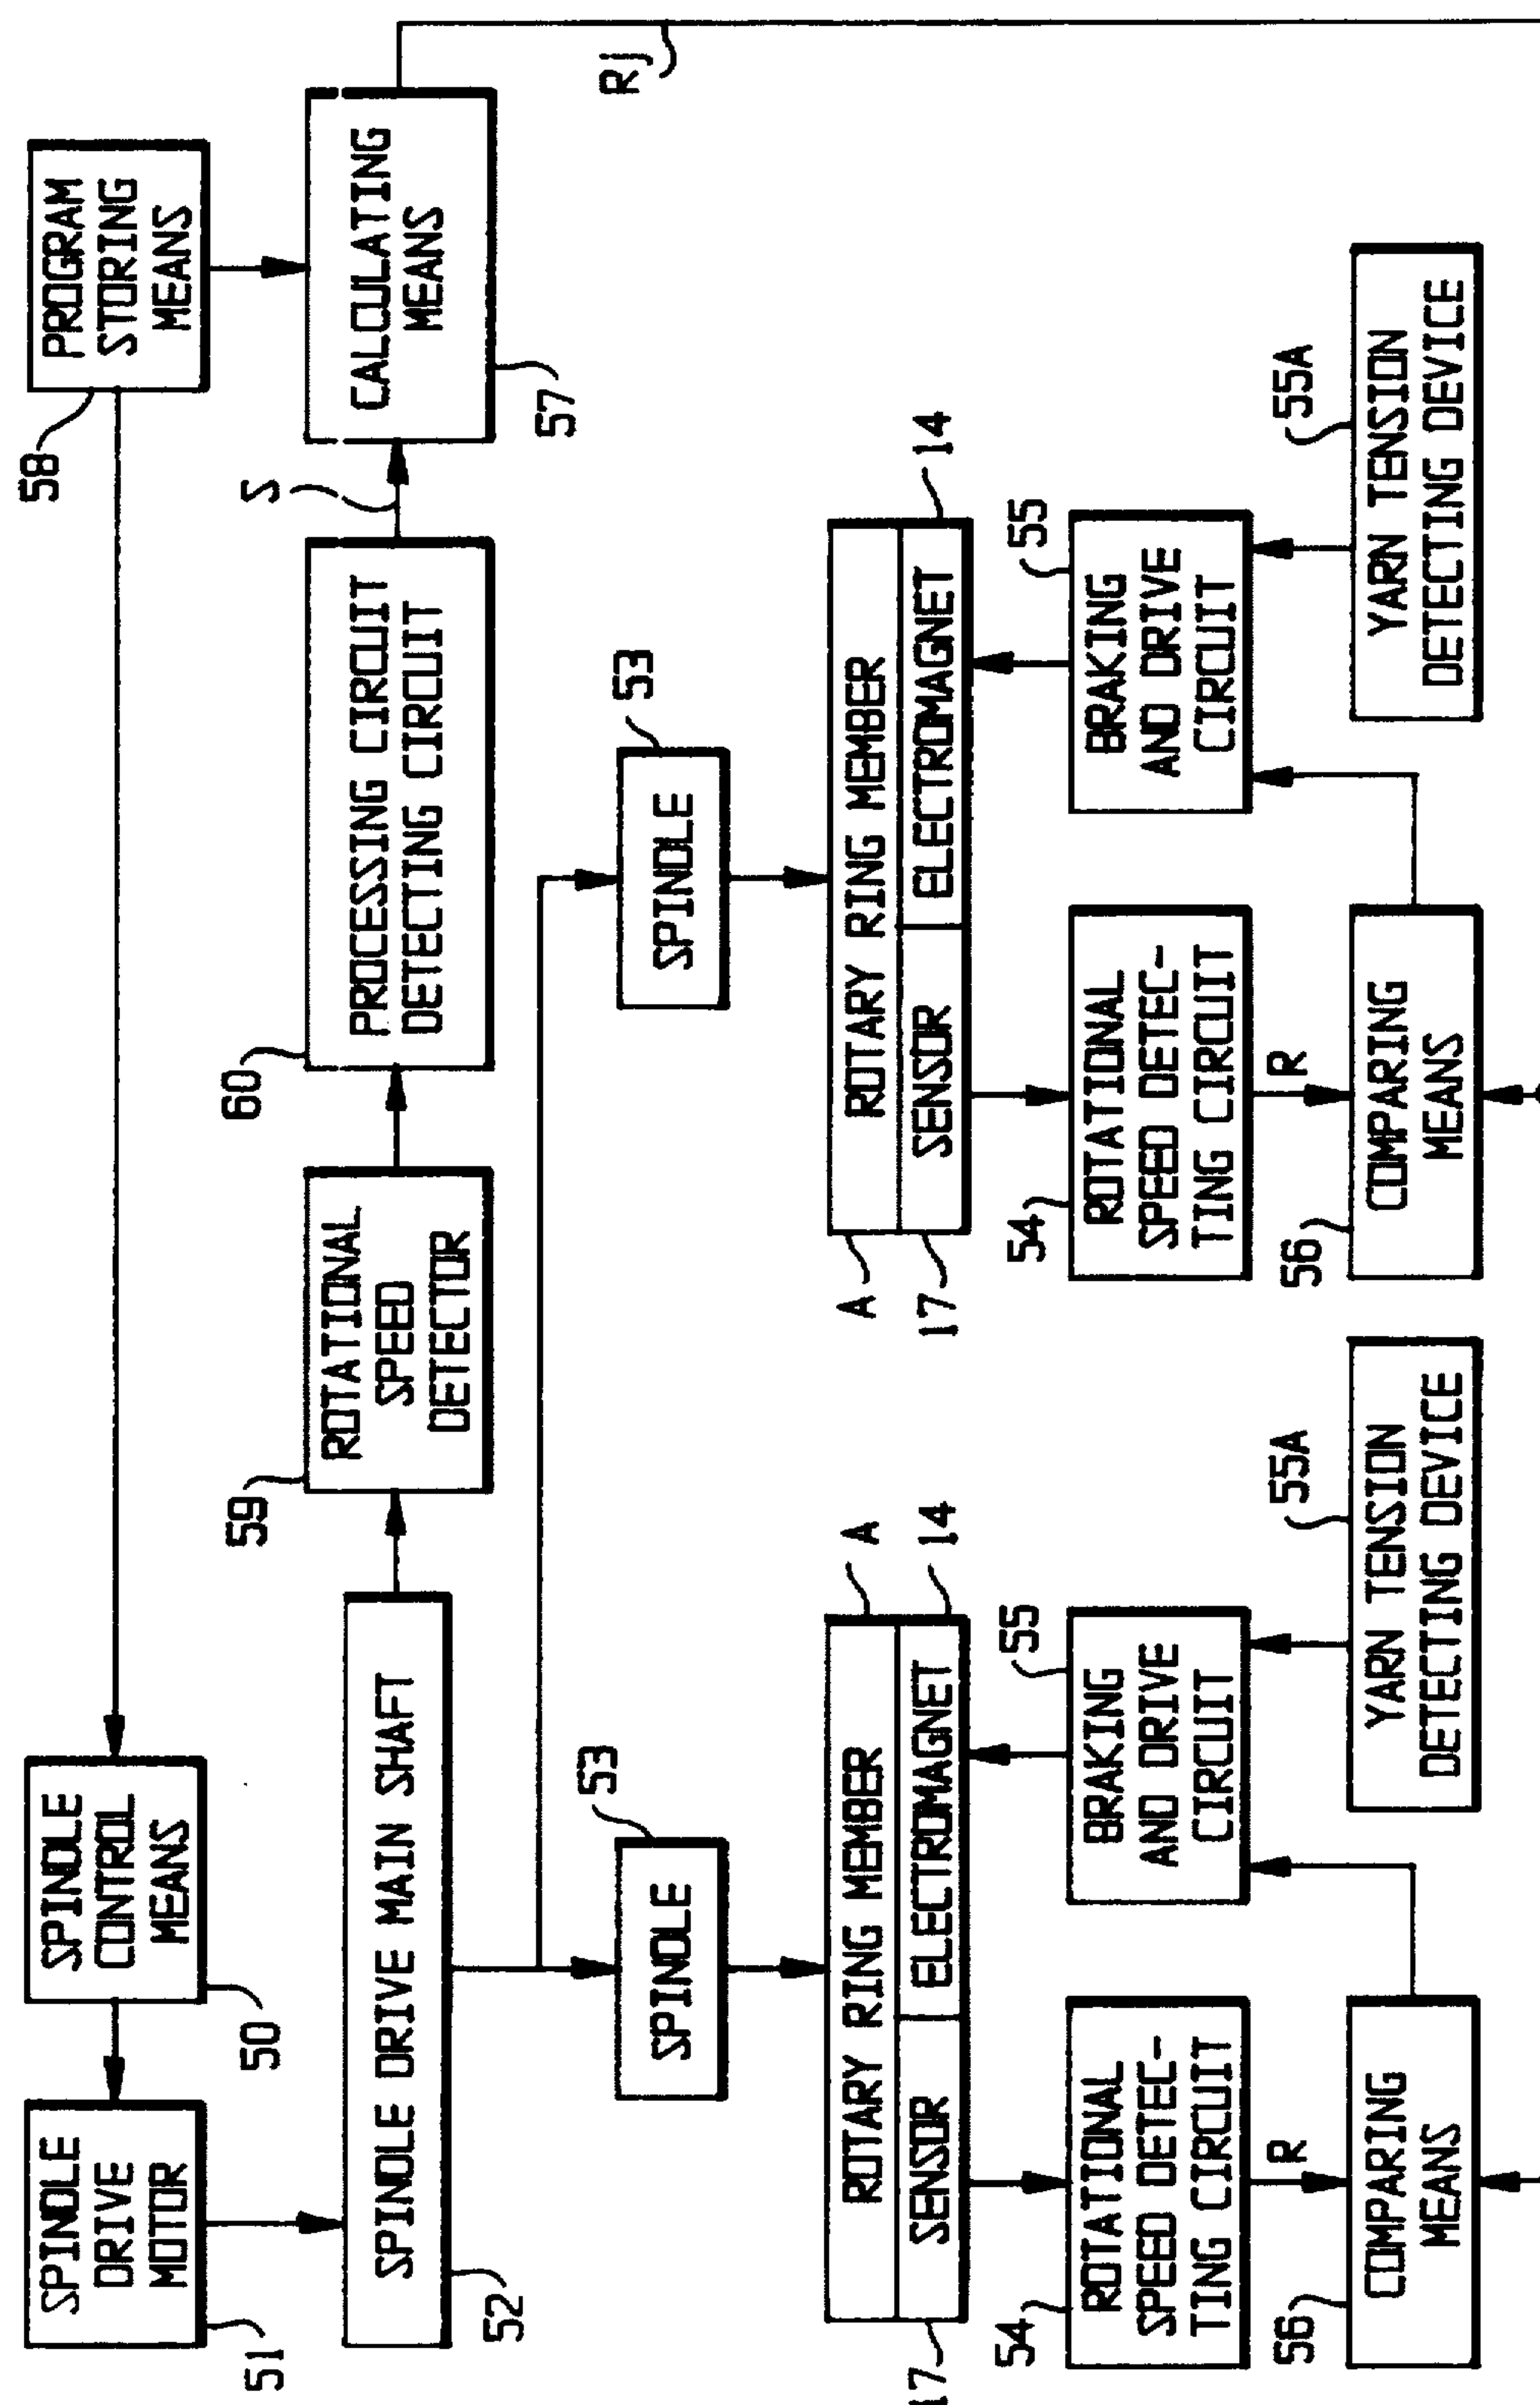 SPINDLE
DRIVE
MOTOR
51
SPINDLE
CONTROL
MEANS
50
PROGRAM
STORING
MEANS
58
SPINDLE DRIVE MAIN SHAFT
52
ROTATIONAL
SPEED
DETECTOR
59
PROCESSING CIRCUIT
DETECTING CIRCUIT
60
S
CALCULATING
MEANS
57
Rj
SPINDLE
53
SPINDLE
53
ROTARY RING MEMBER
A
SENSOR
17
ELECTROMAGNET
14
ROTARY RING MEMBER
A
SENSOR
17
ELECTROMAGNET
14
ROTATIONAL
SPEED DETEC-
TING CIRCUIT
54
R
BRAKING
AND DRIVE
CIRCUIT
55
ROTATIONAL
SPEED DETEC-
TING CIRCUIT
54
R
BRAKING
AND DRIVE
CIRCUIT
55
COMPARING
MEANS
56
YARN TENSION
DETECTING DEVICE
55A
COMPARING
MEANS
56
YARN TENSION
DETECTING DEVICE
55A